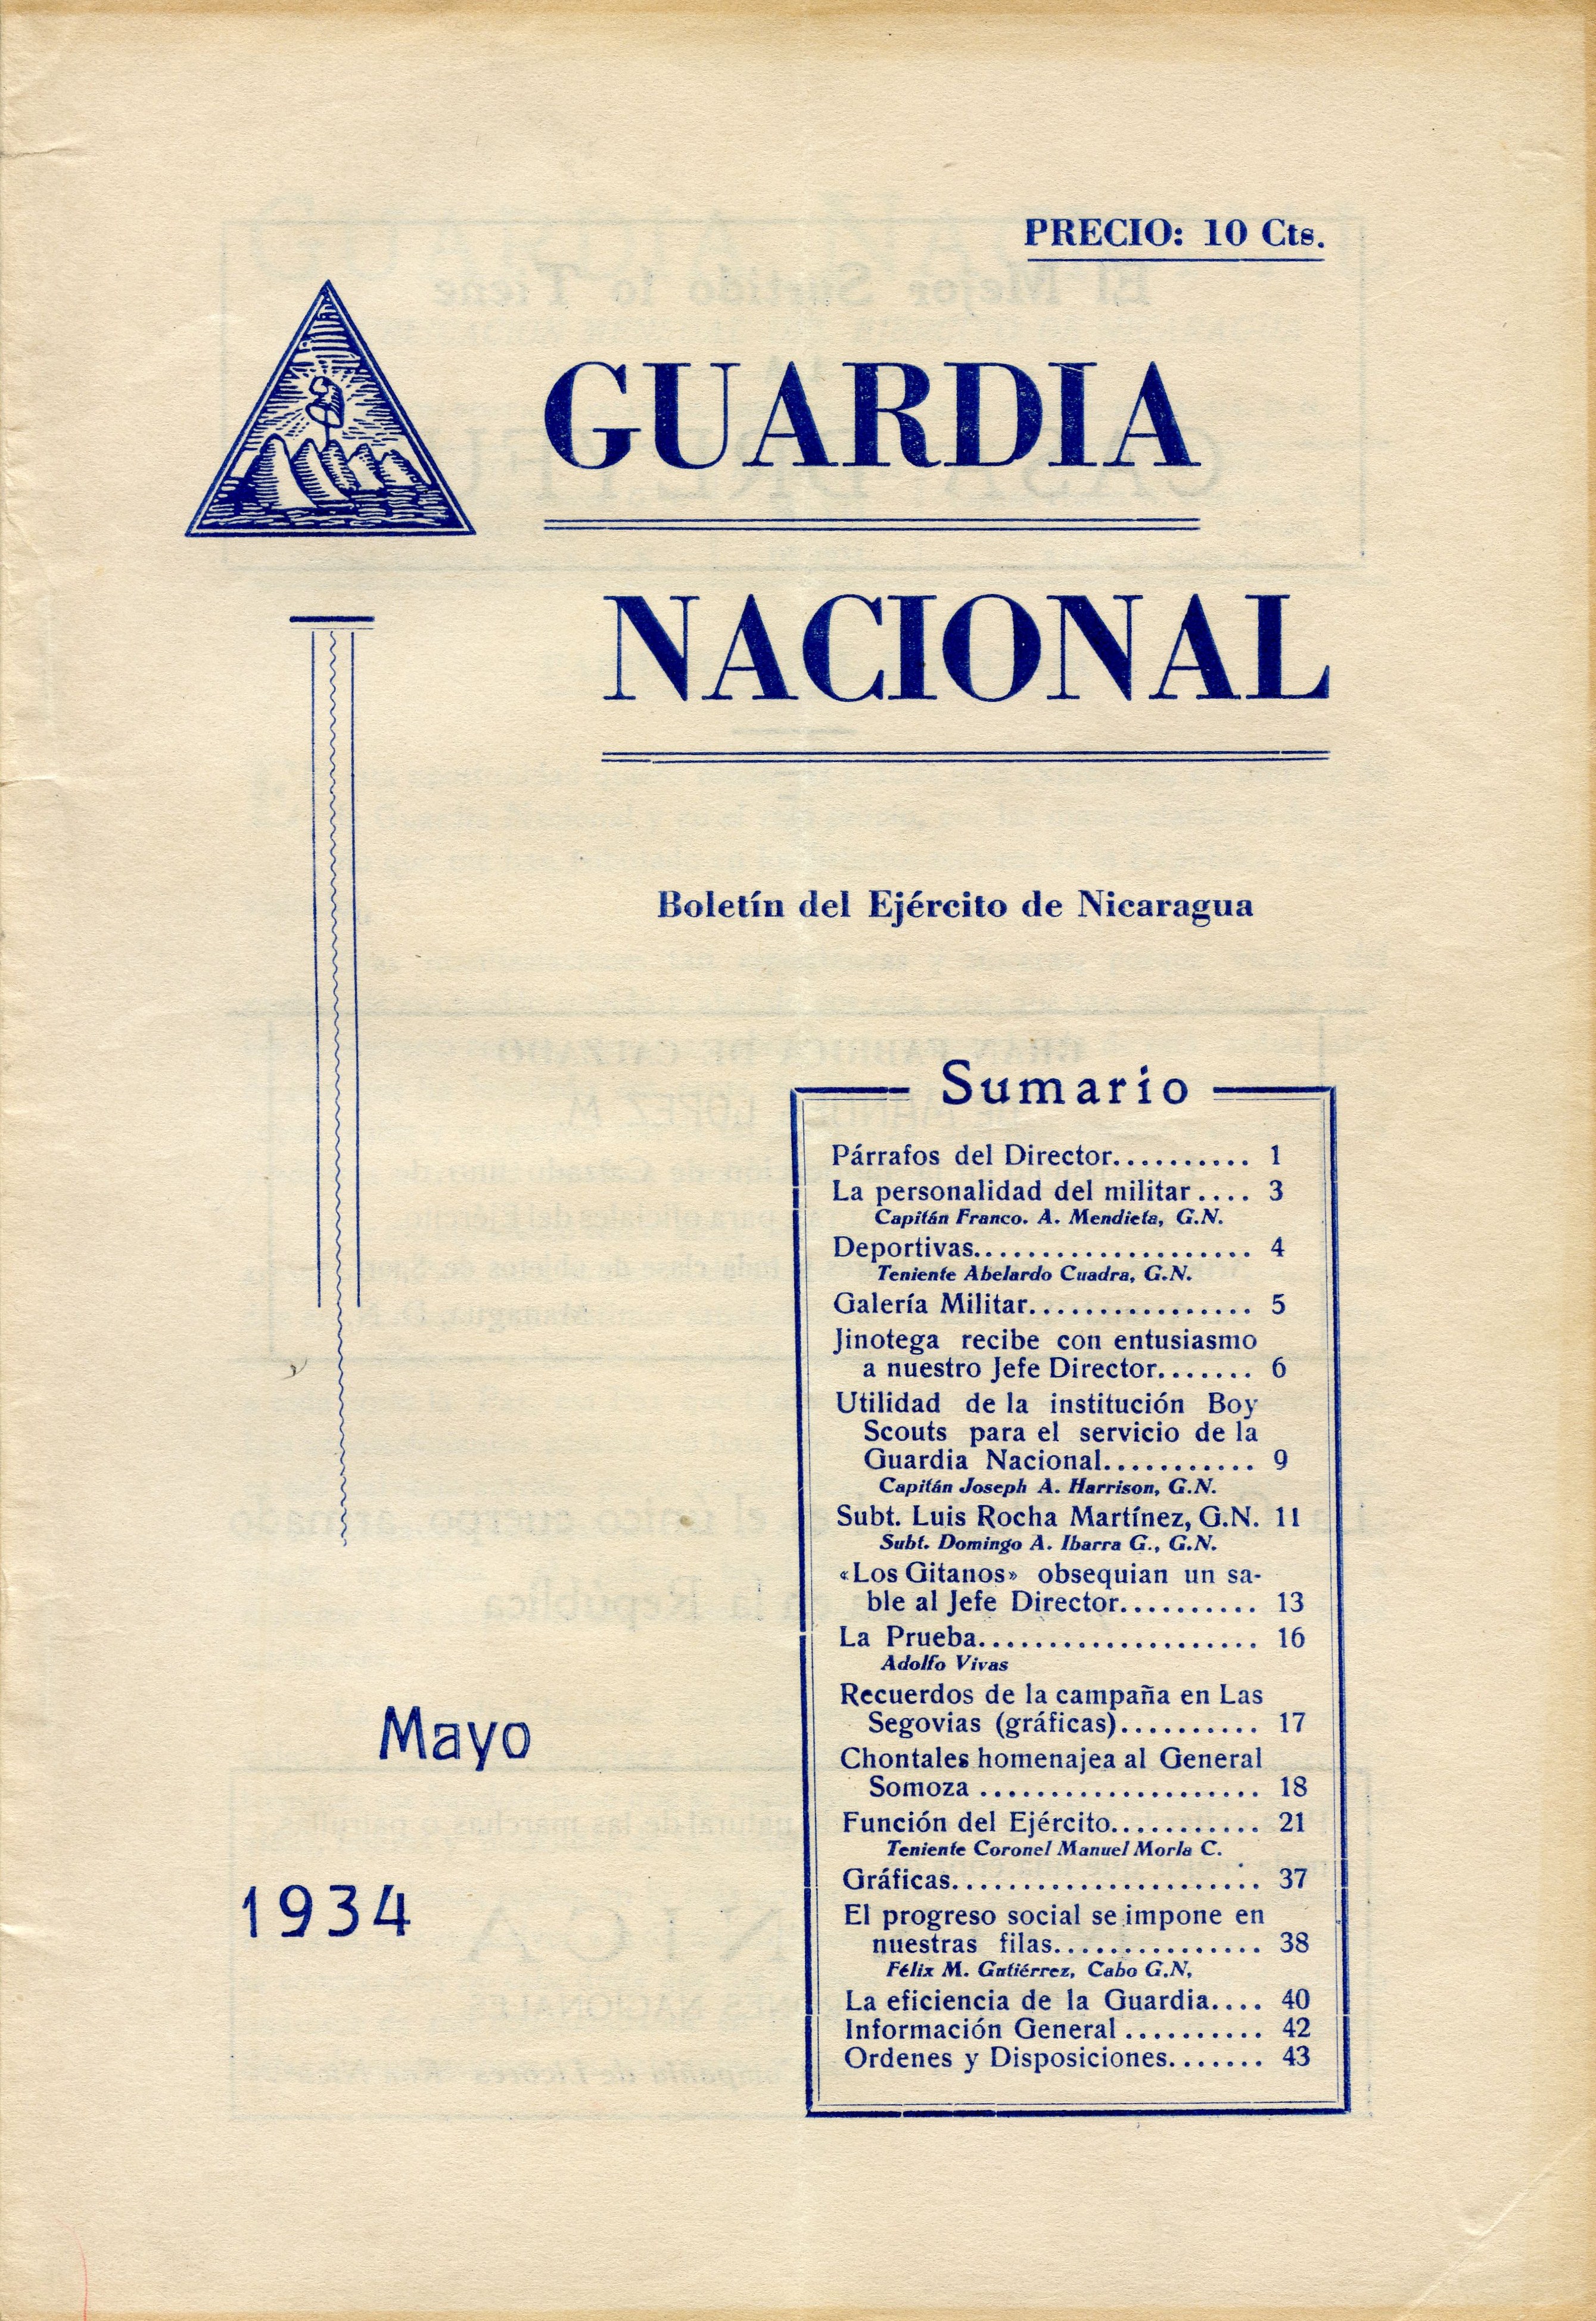 PRECIO: 10 Cts.
GUARDIA
NACIONAL
Boletín del Ejército de Nicaragua
Sumario
Párrafos del Director.......... 1
La personalidad del militar.... 3
Capitán Franco. A. Mendieta, G.N.
Deportivas.................... 4
Teniente Abelardo Cuadra, G.N.
Galería Militar................ 5
Jinotega recibe con entusiasmo
a nuestro Jefe Director....... 6
Utilidad de la institución Boy
Scouts para el servicio de la
Guardia Nacional........... 9
Capitán Joseph A. Harrison, G.N.
Subt. Luis Rocha Martínez, G.N. 11
Subt. Domingo A. Ibarra G., G.N.
«Los Gitanos» obsequian un sa-
ble al Jefe Director.......... 13
La Prueba.................... 16
Adolfo Vivas
Recuerdos de la campaña en Las
Segovias (gráficas).......... 17
Chontales homenajea al General
Somoza .................... 18
Función del Ejército........... 21
Teniente Coronel Manuel Morla C.
Gráficas...................... 37
El progreso social se impone en
nuestras filas............... 38
Félix M. Gutiérrez, Cabo G.N,
La eficiencia de la Guardia.... 40
Información General .......... 42
Ordenes y Disposiciones....... 43
Mayo
1934